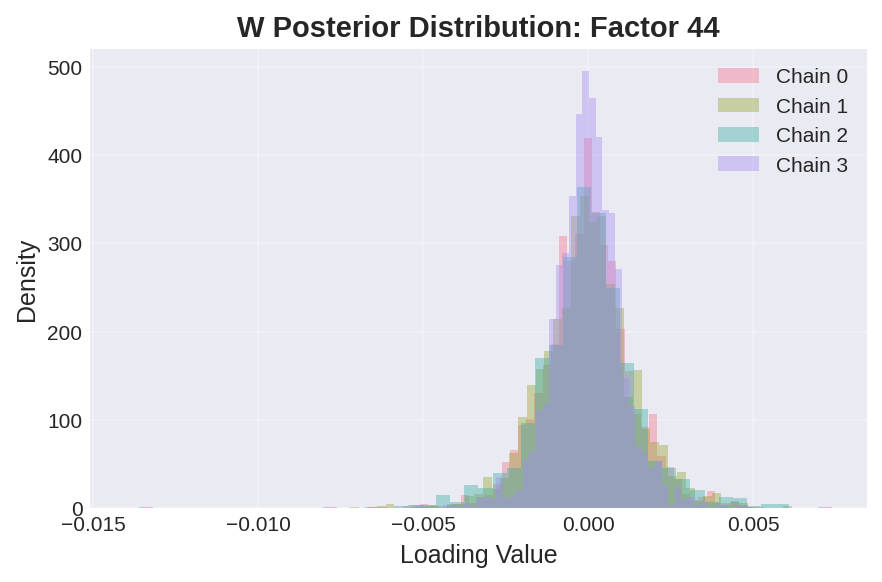 W Posterior Distribution: Factor 44
Chain 0
Chain 1
Chain 2
Chain 3
Density
500
400
300
200
100
0
−0.015 −0.010 −0.005 0.000 0.005
Loading Value